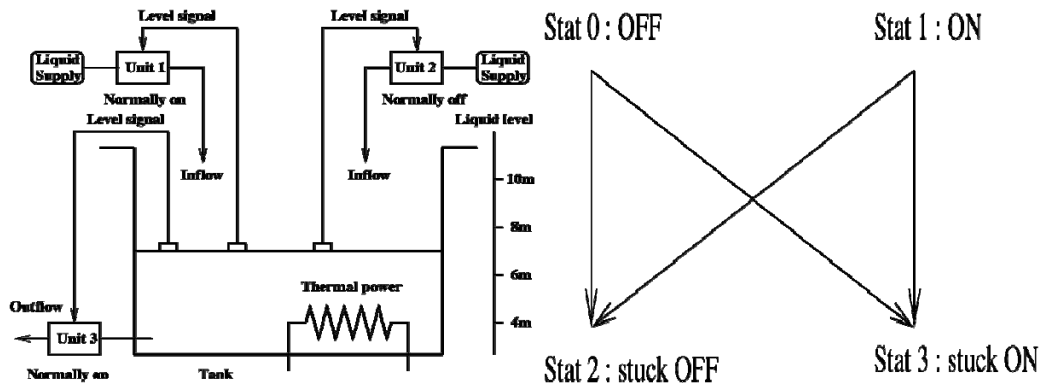 Level signal
Level signal
Liquid Supply
Unit 1
Unit 2
Liquid Supply
Normally on
Normally off
Level signal
Liquid level
Inflow
Inflow
10m
8m
6m
4m
Thermal power
Outflow
Unit 3
Normally on
Tank
Stat 0 : OFF
Stat 1 : ON
Stat 2 : stuck OFF
Stat 3 : stuck ON